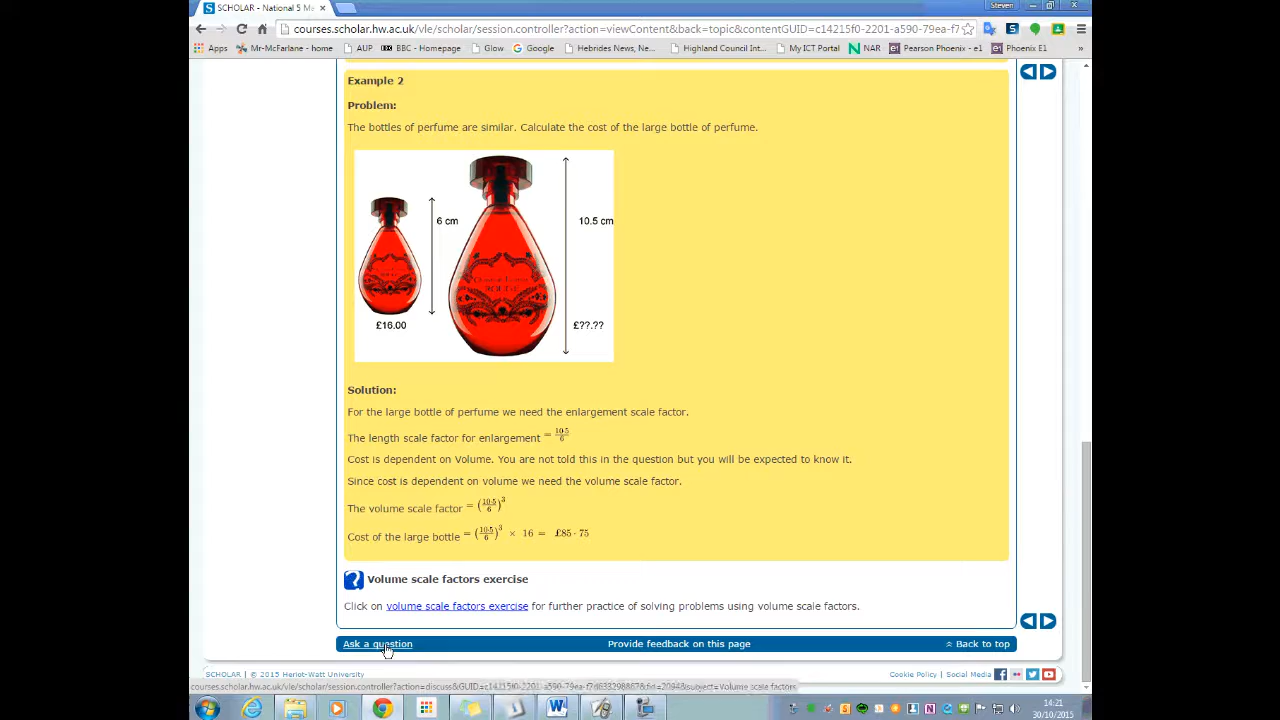 SCHOLAR - National 5 Me
Steven
courses.scholar.hw.ac.uk/vle/scholar/session.controller?action=viewContent&back=topic&contentGUID=c14215f0-2201-a590-79ea-f7
Apps Mr-McFarlane - home AUP BBC - Homepage Glow Google Hebrides News, N... Highland Council Int... My ICT Portal NAR Pearson Phoenix - e1 Phoenix E1 »
Example 2
Problem:
The bottles of perfume are similar. Calculate the cost of the large bottle of perfume.
6 cm
10.5 cm
£16.00
£??.??
Solution:
For the large bottle of perfume we need the enlargement scale factor.
The length scale factor for enlargement = 10·5/6
Cost is dependent on Volume. You are not told this in the question but you will be expected to know it.
Since cost is dependent on volume we need the volume scale factor.
The volume scale factor = (10·5/6)³
Cost of the large bottle = (10·5/6)³ × 16 = £85·75
Volume scale factors exercise
Click on volume scale factors exercise for further practice of solving problems using volume scale factors.
Ask a question Provide feedback on this page Back to top
SCHOLAR | © 2015 Heriot-Watt University Cookie Policy | Social Media
14:21
30/10/2015